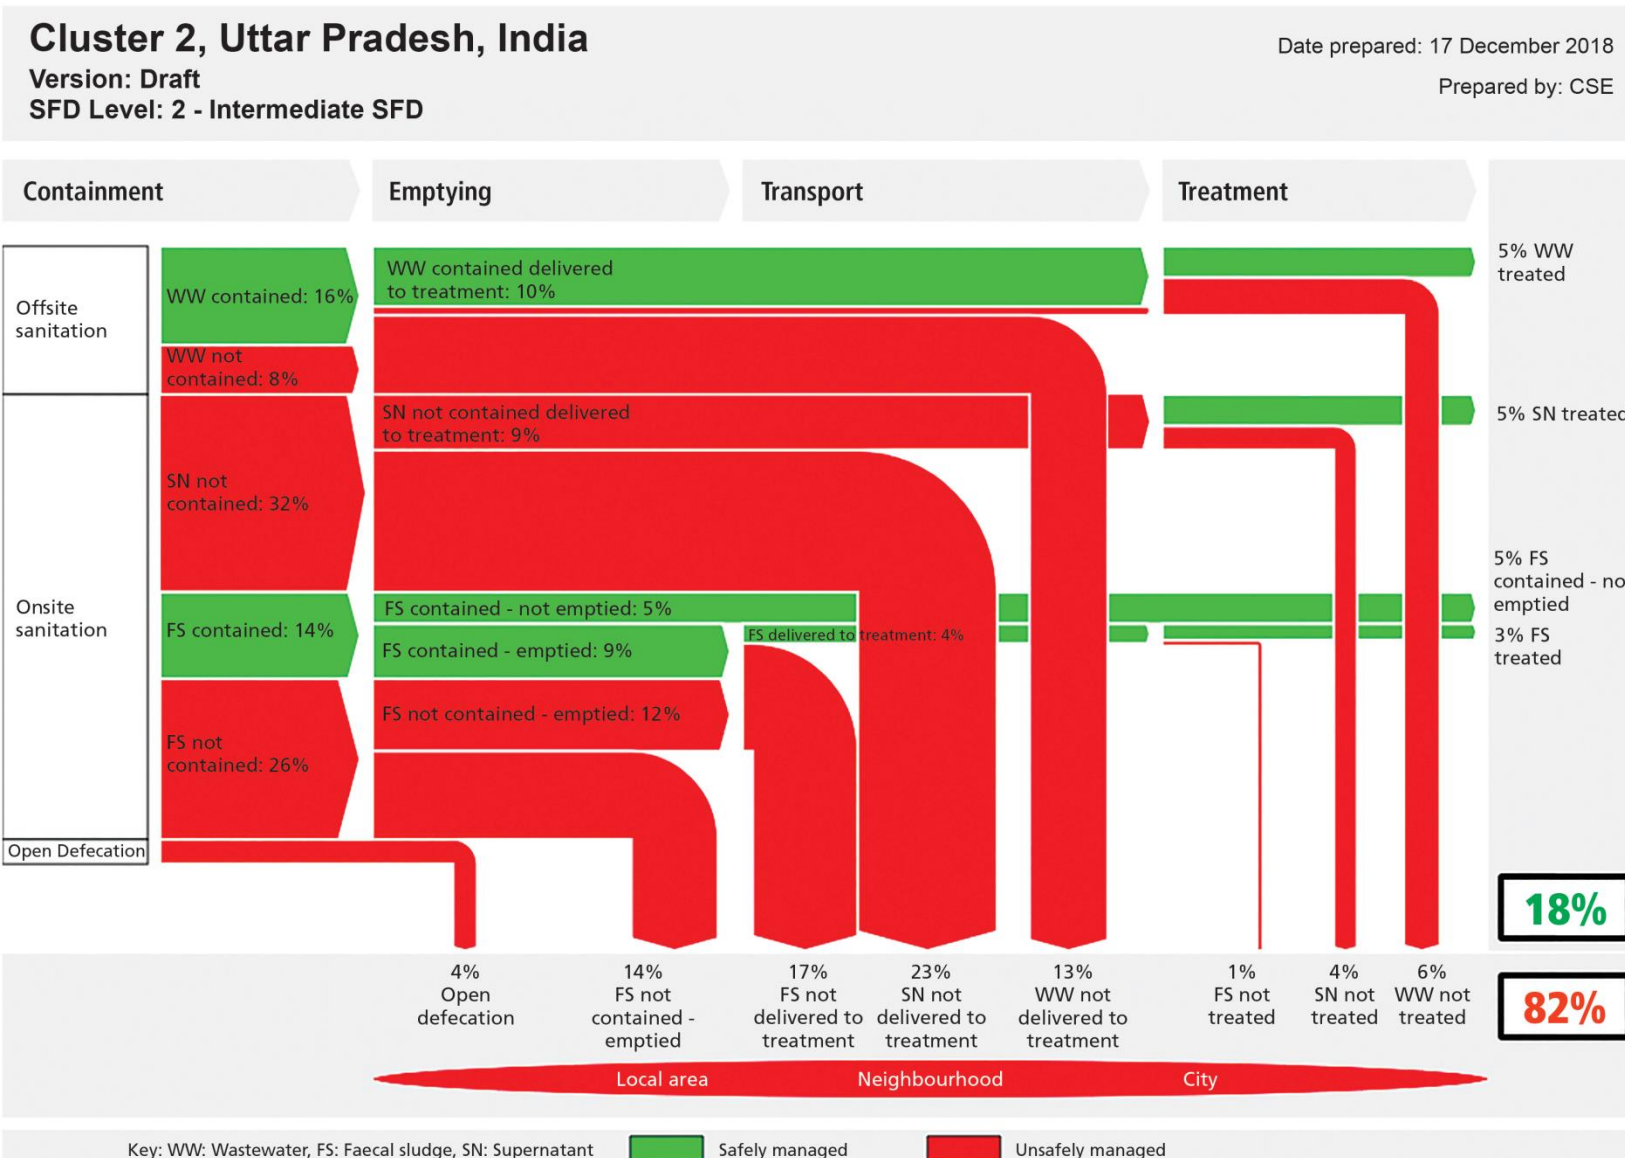 Cluster 2, Uttar Pradesh, India
Version: Draft
SFD Level: 2 - Intermediate SFD
Date prepared: 17 December 2018
Prepared by: CSE
Containment
Emptying
Transport
Treatment
Offsite
sanitation
WW contained: 16%
WW not
contained: 8%
WW contained delivered
to treatment: 10%
5% WW
treated
Onsite
sanitation
SN not
contained: 32%
SN not contained delivered
to treatment: 9%
5% SN treated
FS contained: 14%
FS contained - not emptied: 5%
FS contained - emptied: 9%
FS delivered to treatment: 4%
5% FS
contained - no
emptied
3% FS
treated
FS not
contained: 26%
FS not contained - emptied: 12%
Open Defecation
18%
82%
4%
Open
defecation
14%
FS not
contained -
emptied
17%
FS not
delivered to
treatment
23%
SN not
delivered to
treatment
13%
WW not
delivered to
treatment
1%
FS not
treated
4%
SN not
treated
6%
WW not
treated
Local area
Neighbourhood
City
Key: WW: Wastewater, FS: Faecal sludge, SN: Supernatant
Safely managed
Unsafely managed